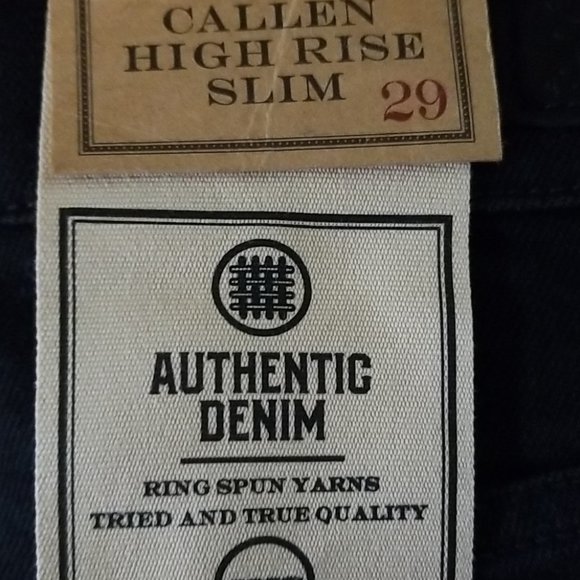 CALLEN
HIGH RISE
SLIM 29
AUTHENTIC
DENIM
RING SPUN YARNS
TRIED AND TRUE QUALITY